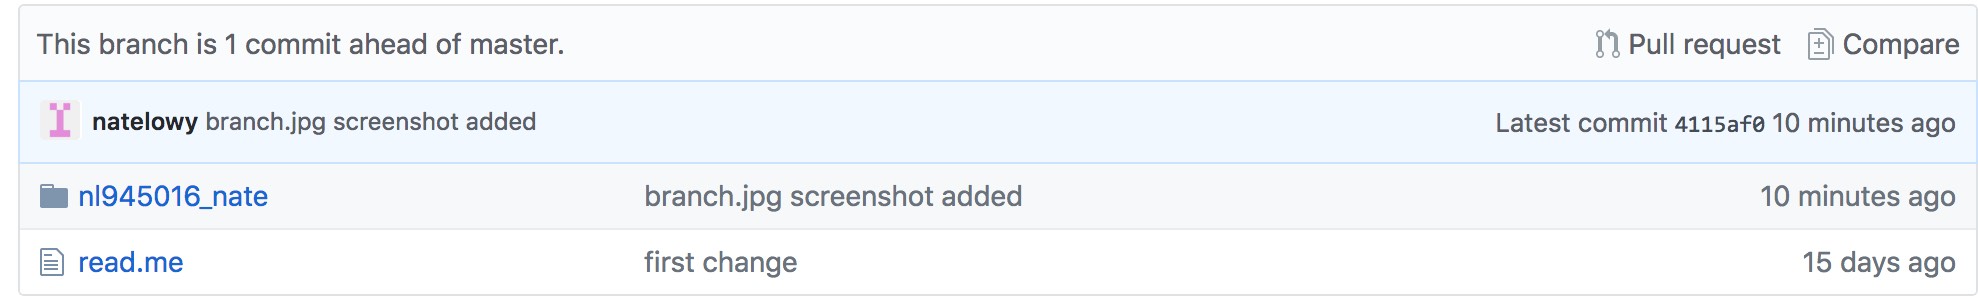 This branch is 1 commit ahead of master. Pull request Compare
natelowy branch.jpg screenshot added Latest commit 4115af0 10 minutes ago
nl945016_nate branch.jpg screenshot added 10 minutes ago
read.me first change 15 days ago